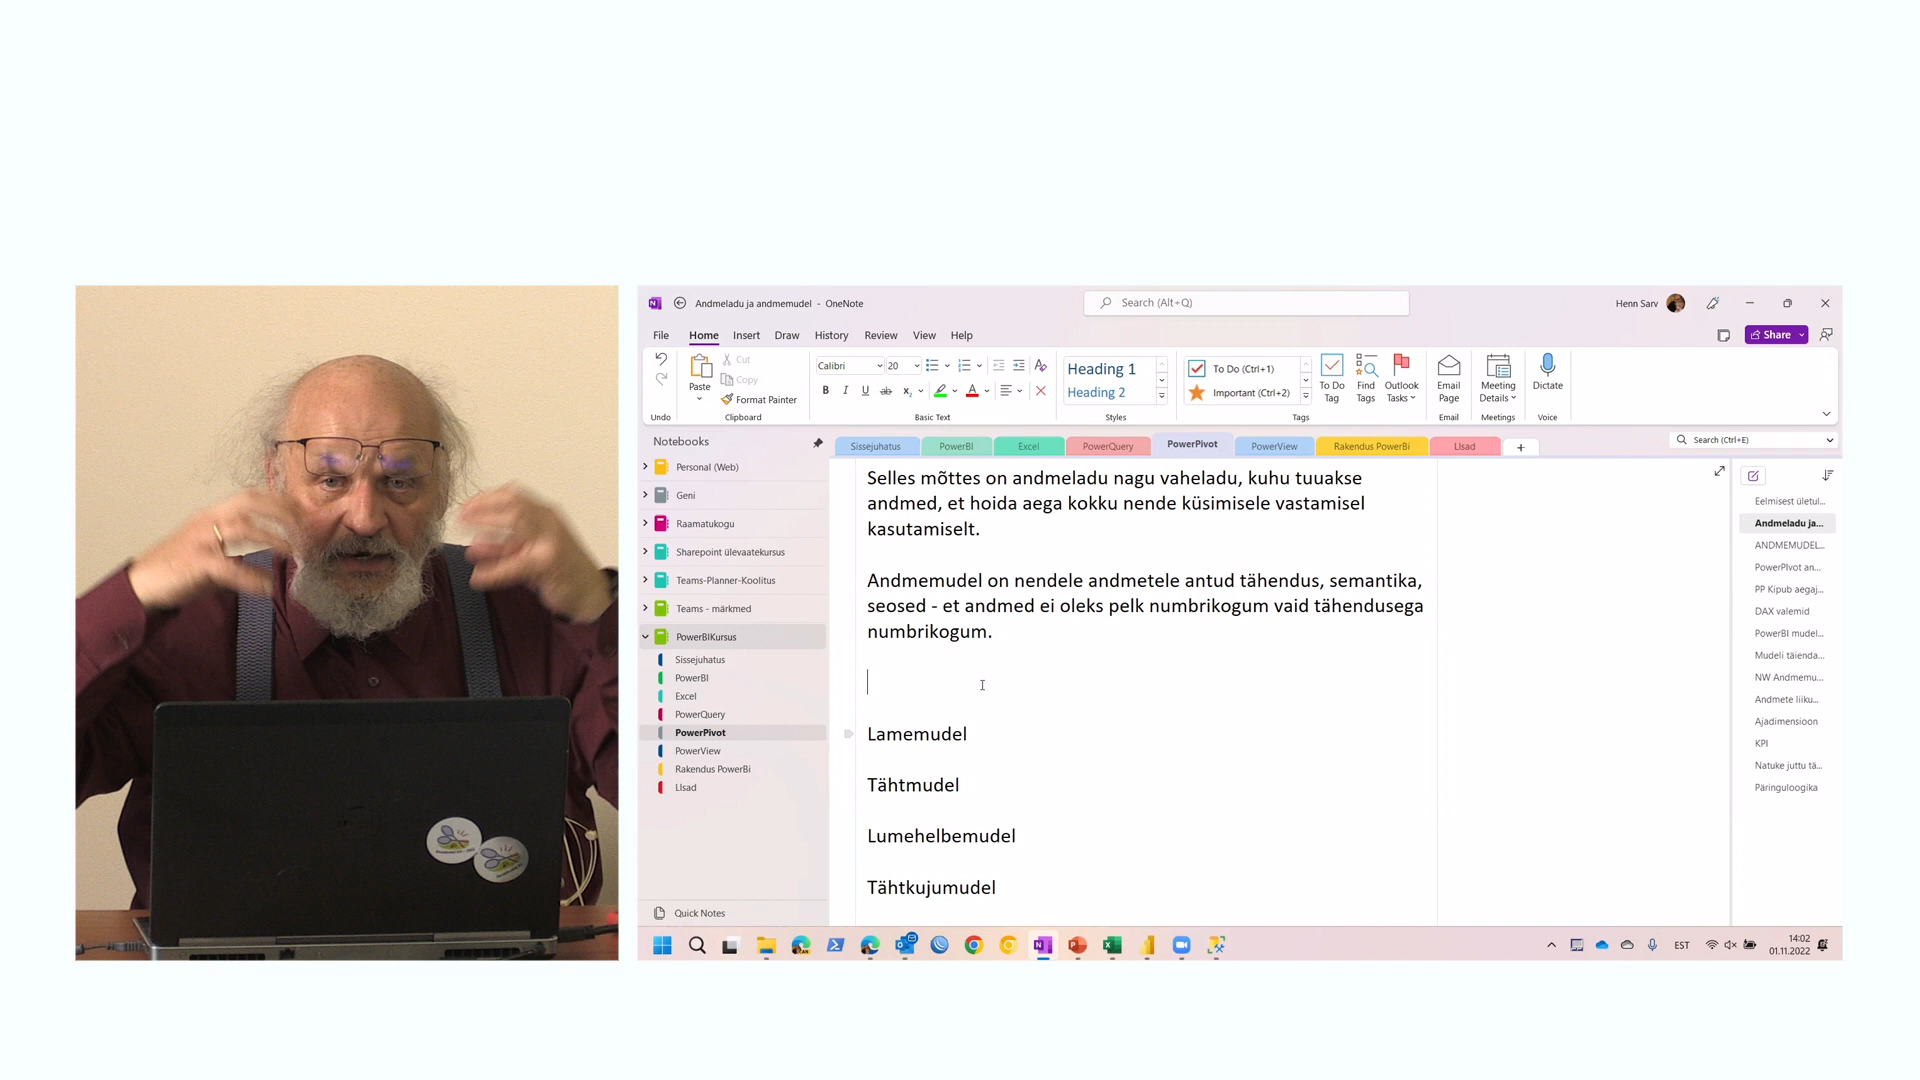 Andmeladu ja andmemudel - OneNote
Search (Alt+Q)
Henn Sarv
File Home Insert Draw History Review View Help
Share
Paste
Cut
Copy
Format Painter
Calibri 20
Heading 1
Heading 2
To Do (Ctrl+1)
Important (Ctrl+2)
To Do Tag
Find Tags
Outlook Tasks
Email Page
Meeting Details
Dictate
Undo Clipboard Basic Text Styles Tags Email Meetings Voice
Notebooks
Sissejuhatus PowerBI Excel PowerQuery PowerPivot PowerView Rakendus PowerBi LIsad +
Search (Ctrl+E)
Personal (Web)
Geni
Raamatukogu
Sharepoint ülevaatekursus
Teams-Planner-Koolitus
Teams - märkmed
PowerBIKursus
Sissejuhatus
PowerBI
Excel
PowerQuery
PowerPivot
PowerView
Rakendus PowerBi
LIsad
Quick Notes
Selles mõttes on andmeladu nagu vaheladu, kuhu tuuakse
andmed, et hoida aega kokku nende küsimisele vastamisel
kasutamiselt.
Andmemudel on nendele andmetele antud tähendus, semantika,
seosed - et andmed ei oleks pelk numbrikogum vaid tähendusega
numbrikogum.
Lamemudel
Tähtmudel
Lumehelbemudel
Tähtkujumudel
Eelmisest ületul...
Andmeladu ja...
ANDMEMUDEL...
PowerPIvot an...
PP Kipub aegaj...
DAX valemid
PowerBI mudel...
Mudeli täienda...
NW Andmemu...
Andmete liiku...
Ajadimensioon
KPI
Natuke juttu tä...
Päringuloogika
EST
14:02
01.11.2022